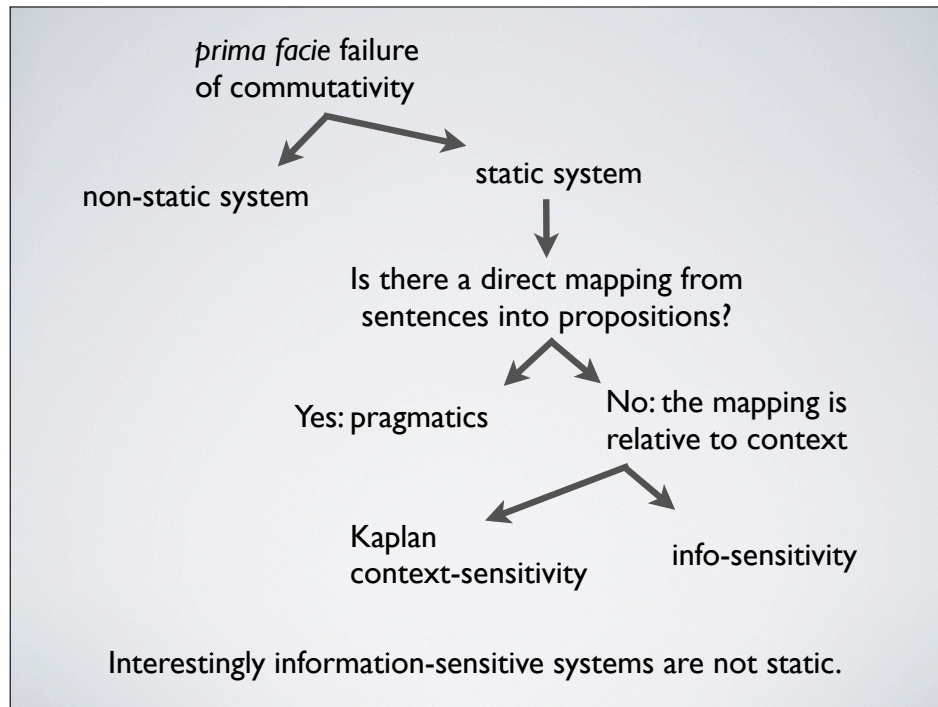 prima facie failure
of commutativity
non-static system
static system
Is there a direct mapping from
sentences into propositions?
Yes: pragmatics
No: the mapping is
relative to context
Kaplan
context-sensitivity
info-sensitivity
Interestingly information-sensitive systems are not static.